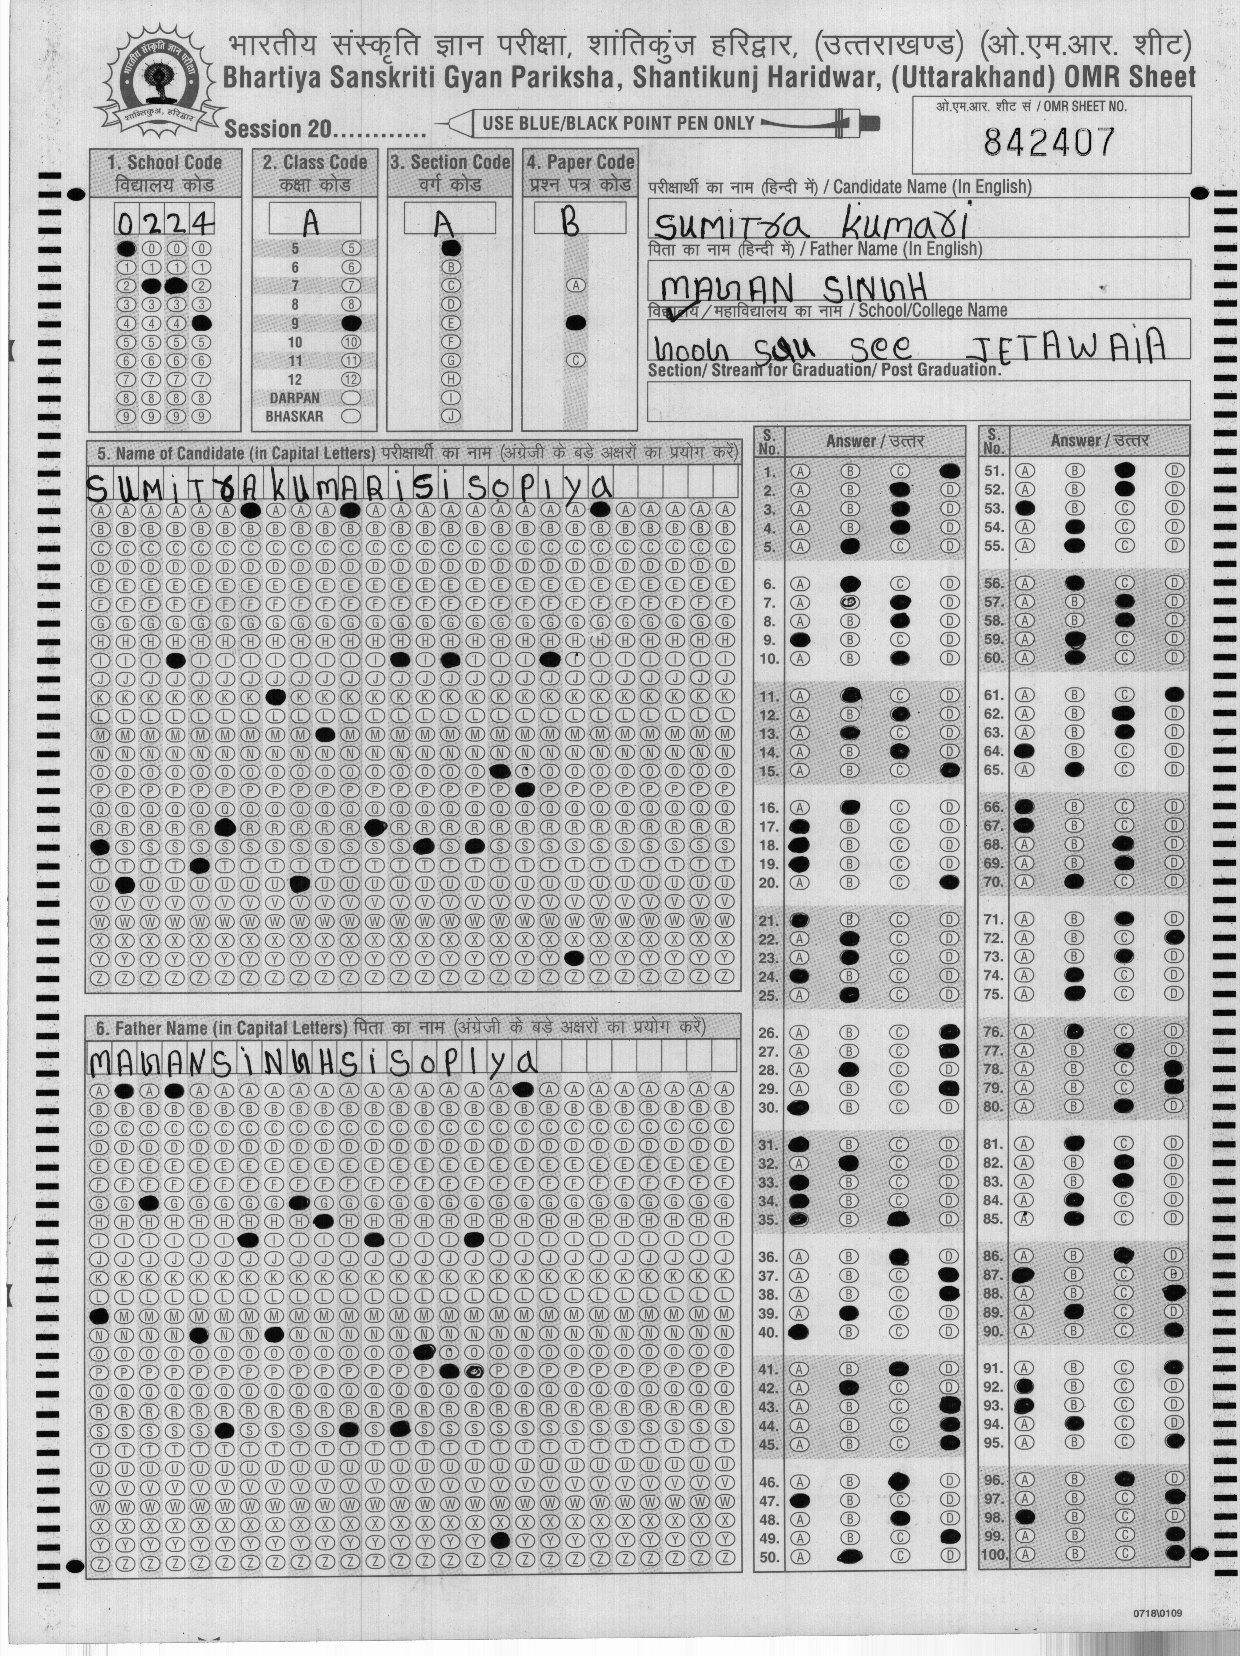 भारतीय संस्कृति ज्ञान परीक्षा, शांतिकुंज हरिद्वार, (उत्तराखण्ड) (ओ.एम.आर. शीट)
Bhartiya Sanskriti Gyan Pariksha, Shantikunj Haridwar, (Uttarakhand) OMR Sheet
Session 20............
USE BLUE/BLACK POINT PEN ONLY
ओ.एम.आर. शीट सं / OMR SHEET NO.
842407
1. School Code
विद्यालय कोड
0224
2. Class Code
कक्षा कोड
A
5
6
7
8
9
10
11
12
DARPAN
BHASKAR
3. Section Code
वर्ग कोड
A
4. Paper Code
प्रश्न पत्र कोड
B
परीक्षार्थी का नाम (हिन्दी में) / Candidate Name (In English)
SUMITRA KUMARI
पिता का नाम (हिन्दी में) / Father Name (In English)
MAGAN SINGH
विद्यालय / महाविद्यालय का नाम / School/College Name
JETAWAIA
Section/ Stream for Graduation/ Post Graduation.
5. Name of Candidate (in Capital Letters) परीक्षार्थी का नाम (अंग्रेजी के बड़े अक्षरों का प्रयोग करें)
SUMITRAKUMARISISOPIYA
6. Father Name (in Capital Letters) पिता का नाम (अंग्रेजी के बड़े अक्षरों का प्रयोग करें)
MAGANSINGHSISOPIYA
S. No. Answer / उत्तर
S. No. Answer / उत्तर
0718\0109